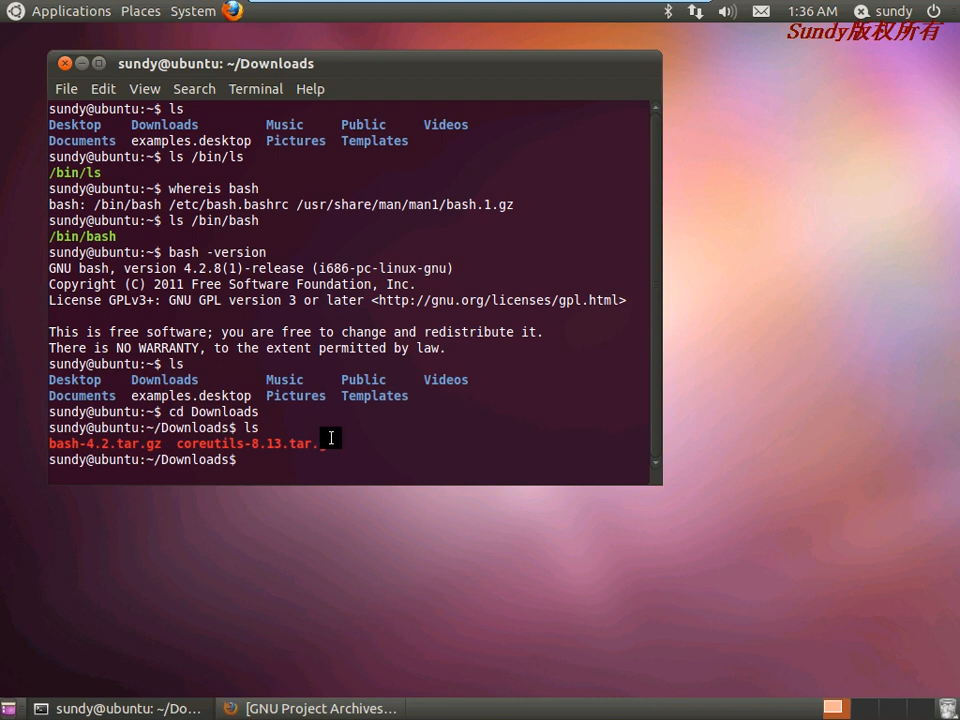 Applications Places System 1:36 AM sundy
Sundy版权所有
sundy@ubuntu: ~/Downloads
File Edit View Search Terminal Help
sundy@ubuntu:~$ ls
Desktop Downloads Music Public Videos
Documents examples.desktop Pictures Templates
sundy@ubuntu:~$ ls /bin/ls
/bin/ls
sundy@ubuntu:~$ whereis bash
bash: /bin/bash /etc/bash.bashrc /usr/share/man/man1/bash.1.gz
sundy@ubuntu:~$ ls /bin/bash
/bin/bash
sundy@ubuntu:~$ bash -version
GNU bash, version 4.2.8(1)-release (i686-pc-linux-gnu)
Copyright (C) 2011 Free Software Foundation, Inc.
License GPLv3+: GNU GPL version 3 or later <http://gnu.org/licenses/gpl.html>
This is free software; you are free to change and redistribute it.
There is NO WARRANTY, to the extent permitted by law.
sundy@ubuntu:~$ ls
Desktop Downloads Music Public Videos
Documents examples.desktop Pictures Templates
sundy@ubuntu:~$ cd Downloads
sundy@ubuntu:~/Downloads$ ls
bash-4.2.tar.gz coreutils-8.13.tar.
sundy@ubuntu:~/Downloads$
sundy@ubuntu: ~/Do... [GNU Project Archives...